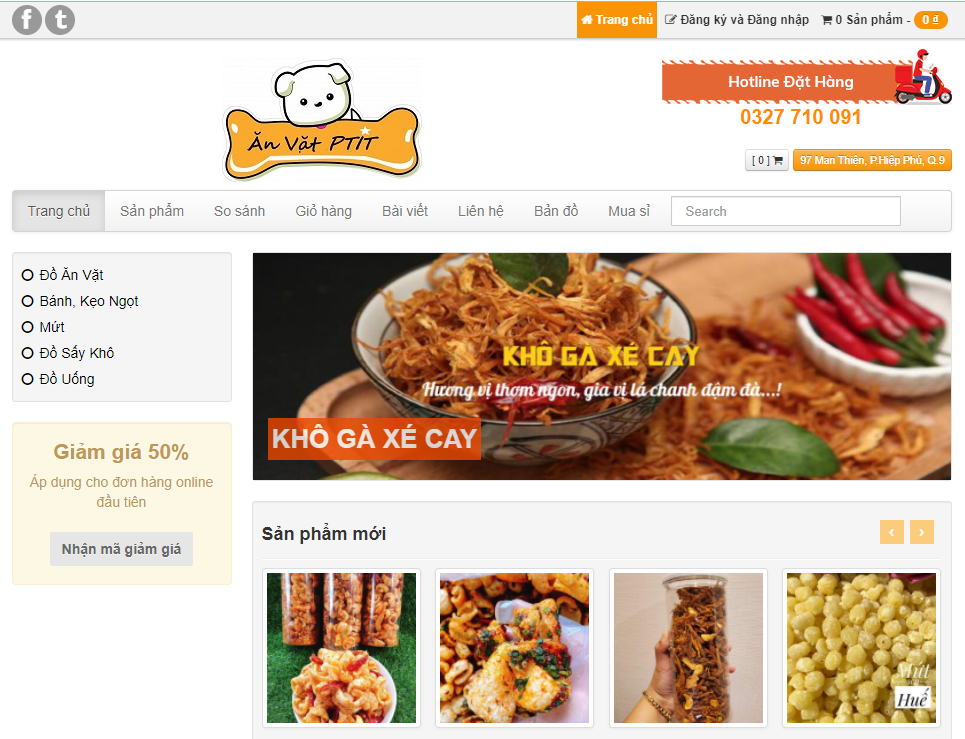 f t
Trang chủ Đăng ký và Đăng nhập 0 Sản phẩm - 0 đ
Ăn Vặt PTIT
Hotline Đặt Hàng
0327 710 091
[ 0 ] 97 Man Thiện, P.Hiệp Phú, Q.9
Trang chủ Sản phẩm So sánh Giỏ hàng Bài viết Liên hệ Bản đồ Mua sỉ Search
Đồ Ăn Vặt
Bánh, Kẹo Ngọt
Mứt
Đồ Sấy Khô
Đồ Uống
KHÔ GÀ XÉ CAY
Hương vị thơm ngon, gia vị lá chanh đậm đà...!
KHÔ GÀ XÉ CAY
Giảm giá 50%
Áp dụng cho đơn hàng online
đầu tiên
Nhận mã giảm giá
Sản phẩm mới ‹ ›
Mứt
Huế